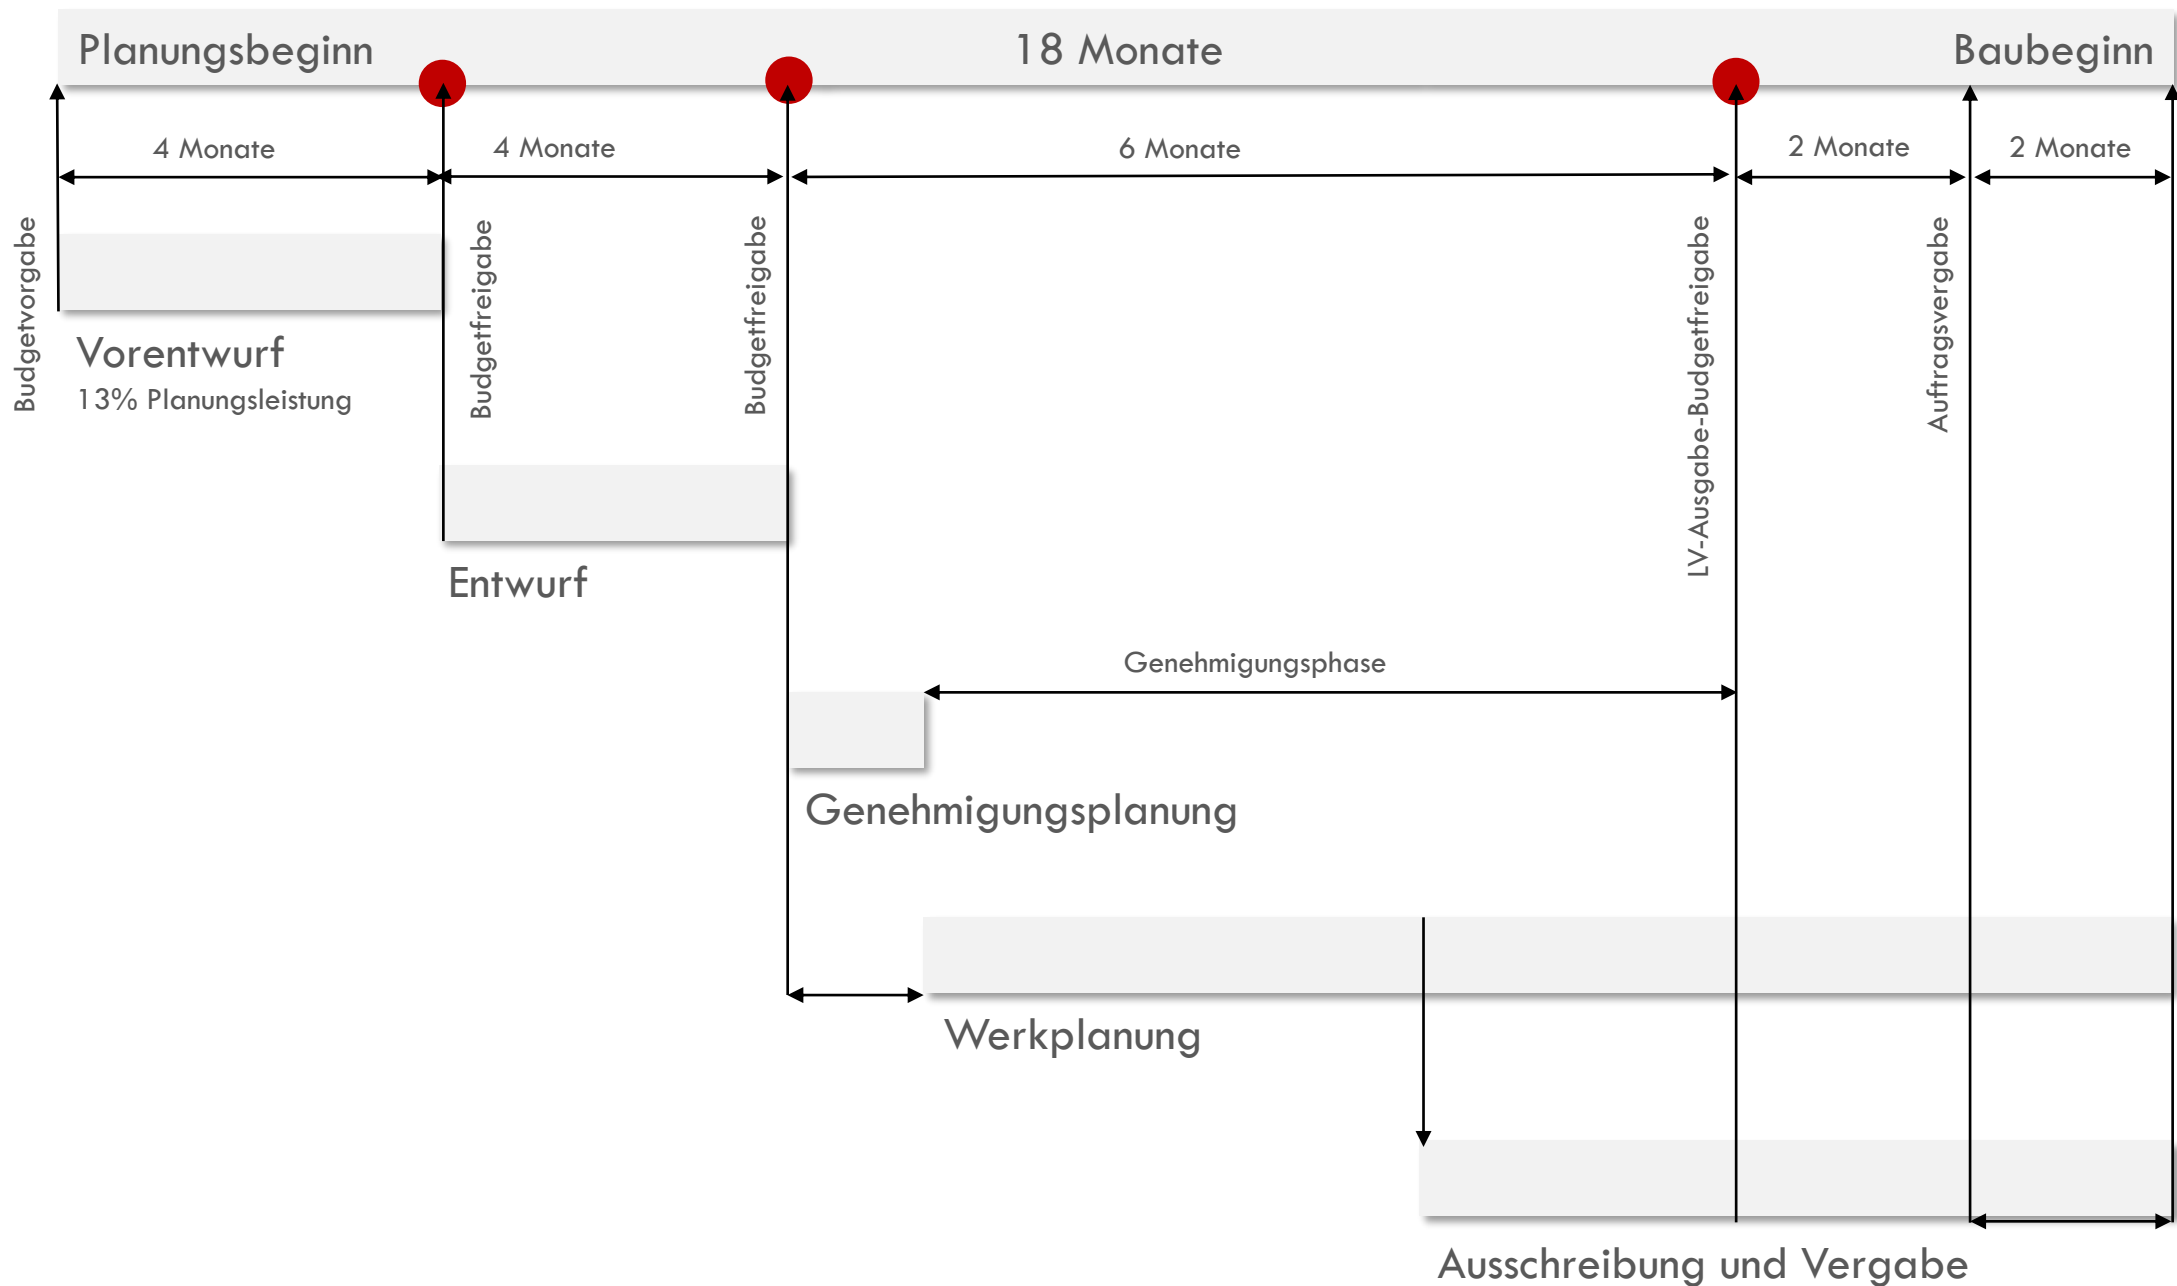 Planungsbeginn
18 Monate
Baubeginn
4 Monate
4 Monate
6 Monate
2 Monate
2 Monate
Budgetvorgabe
Budgetfreigabe
Budgetfreigabe
LV-Ausgabe-Budgetfreigabe
Auftragsvergabe
Vorentwurf
13% Planungsleistung
Entwurf
Genehmigungsphase
Genehmigungsplanung
Werkplanung
Ausschreibung und Vergabe